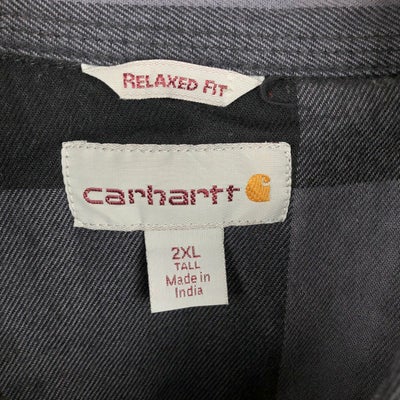 RELAXED FIT
carhartt
2XL
TALL
Made in
India